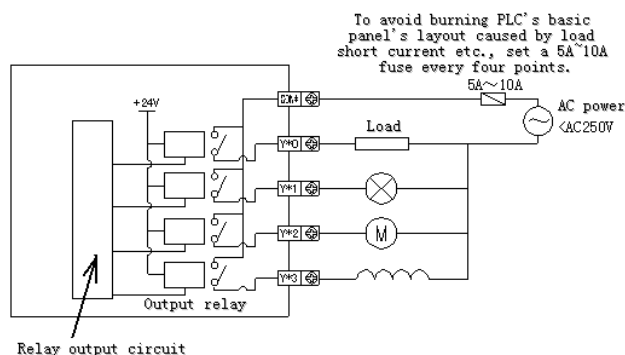 To avoid burning PLC's basic
panel's layout caused by load
short current etc., set a 5A~10A
fuse every four points.
5A～10A
COM#
+24V
AC power
<AC250V
Load
Y*0
Y*1
Y*2
M
Y*3
Output relay
Relay output circuit